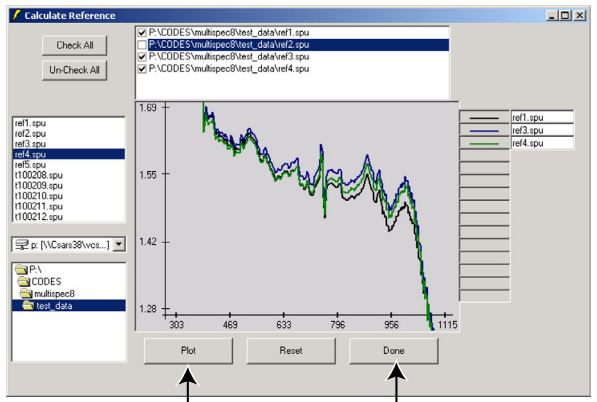 Calculate Reference
Check All
Un-Check All
P:\CODES\multispec8\test_data\ref1.spu
P:\CODES\multispec8\test_data\ref2.spu
P:\CODES\multispec8\test_data\ref3.spu
P:\CODES\multispec8\test_data\ref4.spu
ref1.spu
ref2.spu
ref3.spu
ref4.spu
ref5.spu
t100208.spu
t100209.spu
t100210.spu
t100211.spu
t100212.spu
p: [\\Csars38\vcs...]
P:\
CODES
multispec8
test_data
1.69
1.55
1.42
1.28
303 469 633 796 956 1115
ref1.spu
ref3.spu
ref4.spu
Plot
Reset
Done